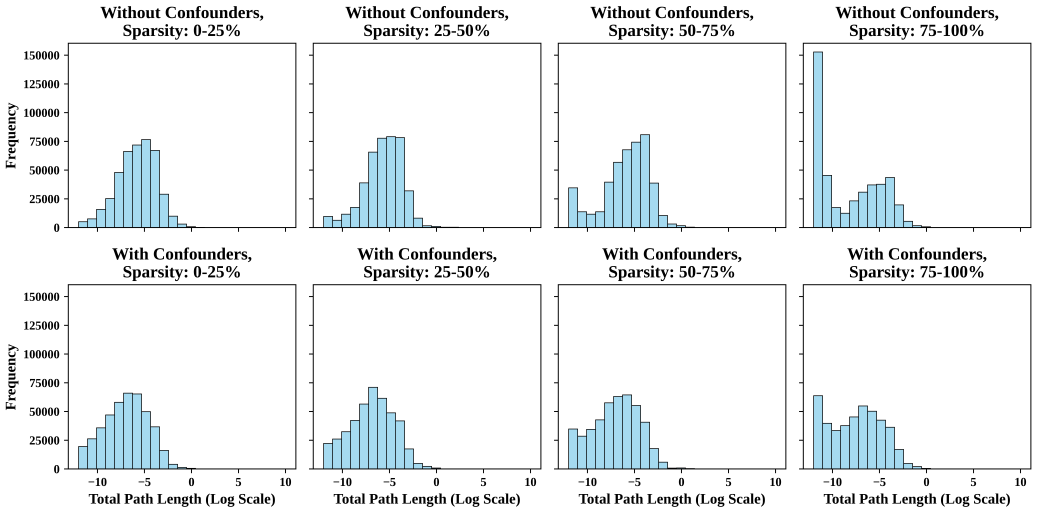 Without Confounders,
Sparsity: 0-25%
Without Confounders,
Sparsity: 25-50%
Without Confounders,
Sparsity: 50-75%
Without Confounders,
Sparsity: 75-100%
Frequency
150000
125000
100000
75000
50000
25000
0
With Confounders,
Sparsity: 0-25%
With Confounders,
Sparsity: 25-50%
With Confounders,
Sparsity: 50-75%
With Confounders,
Sparsity: 75-100%
Frequency
150000
125000
100000
75000
50000
25000
0
−10 −5 0 5 10
−10 −5 0 5 10
−10 −5 0 5 10
−10 −5 0 5 10
Total Path Length (Log Scale)
Total Path Length (Log Scale)
Total Path Length (Log Scale)
Total Path Length (Log Scale)